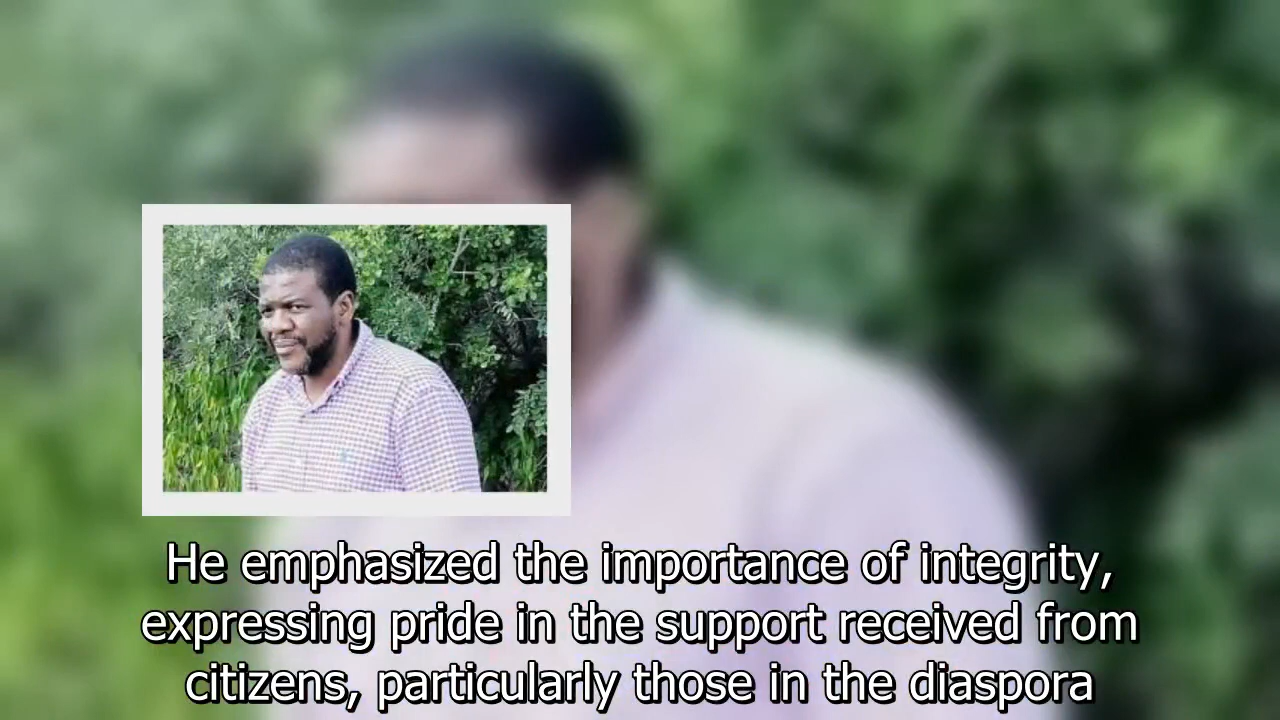 He emphasized the importance of integrity,
expressing pride in the support received from
citizens, particularly those in the diaspora